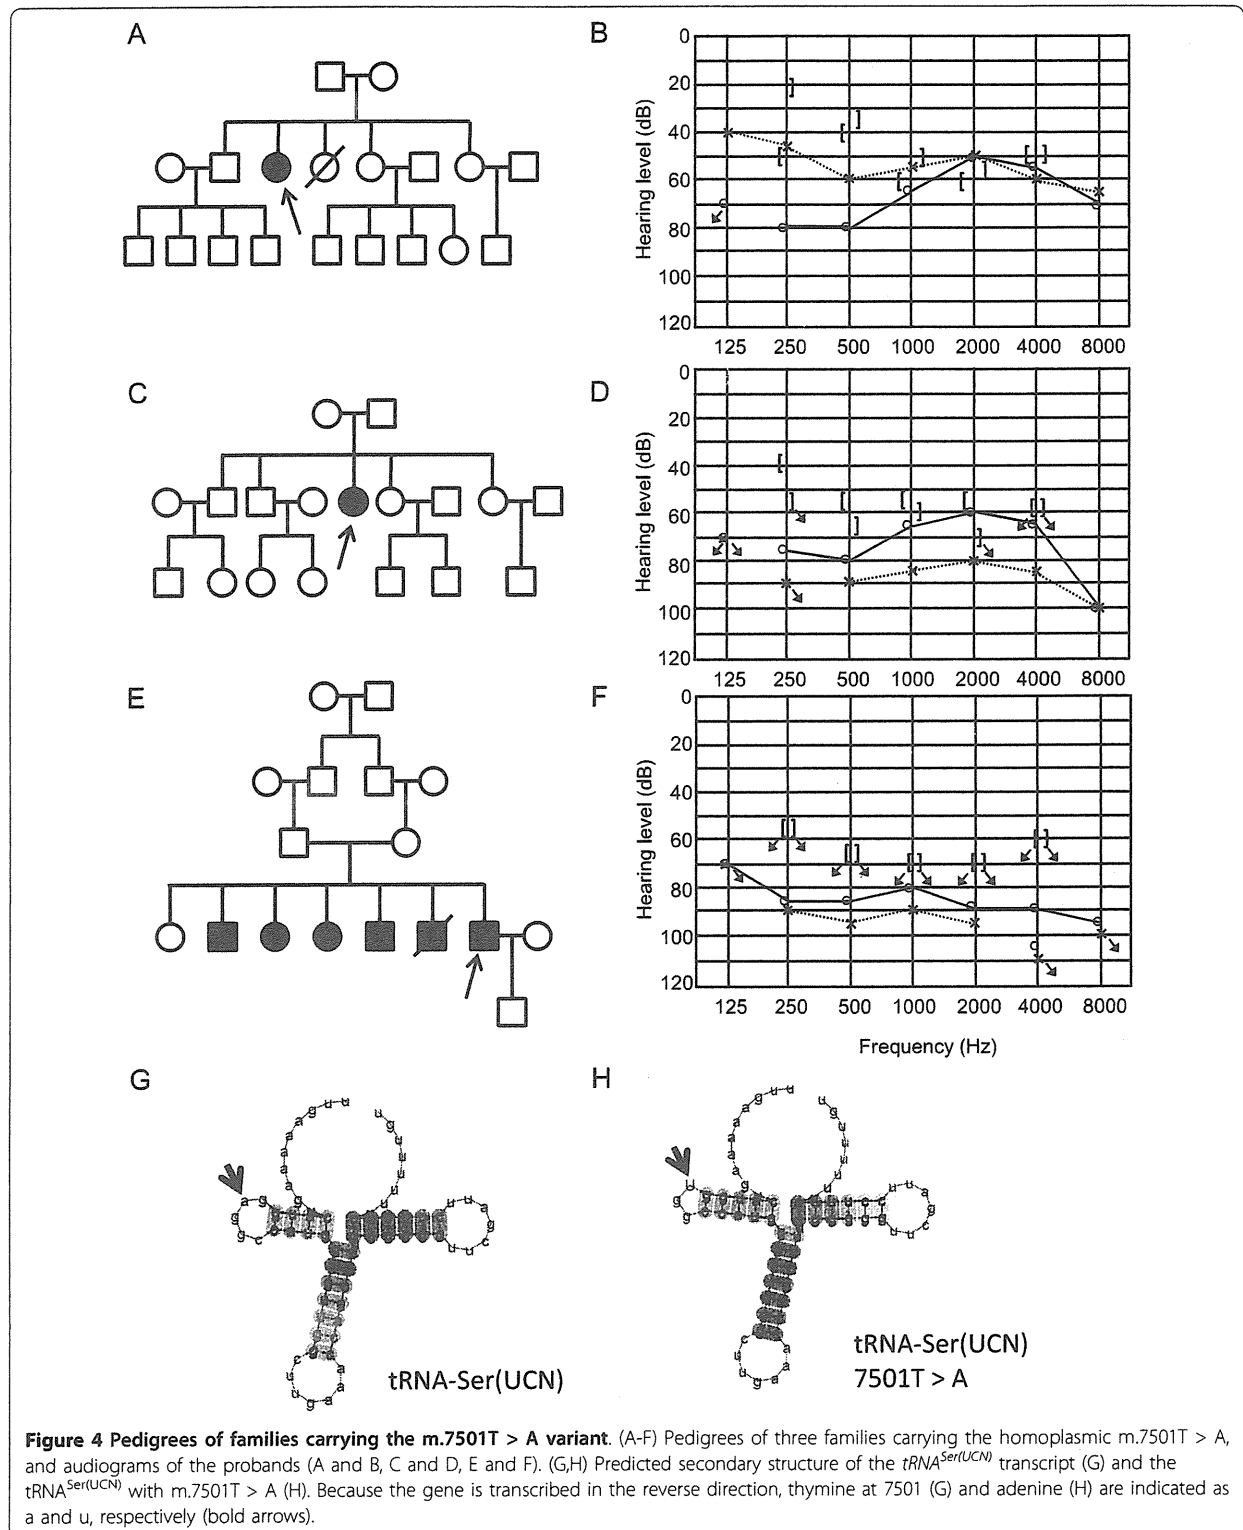 A
B
0
20
40
60
80
100
120
Hearing level (dB)
125 250 500 1000 2000 4000 8000
C
D
0
20
40
60
80
100
120
Hearing level (dB)
125 250 500 1000 2000 4000 8000
E
F
0
20
40
60
80
100
120
Hearing level (dB)
125 250 500 1000 2000 4000 8000
Frequency (Hz)
G
H
tRNA-Ser(UCN)
tRNA-Ser(UCN)
7501T > A
Figure 4 Pedigrees of families carrying the m.7501T > A variant. (A-F) Pedigrees of three families carrying the homoplasmic m.7501T > A,
and audiograms of the probands (A and B, C and D, E and F). (G,H) Predicted secondary structure of the tRNASer(UCN) transcript (G) and the
tRNASer(UCN) with m.7501T > A (H). Because the gene is transcribed in the reverse direction, thymine at 7501 (G) and adenine (H) are indicated as
a and u, respectively (bold arrows).